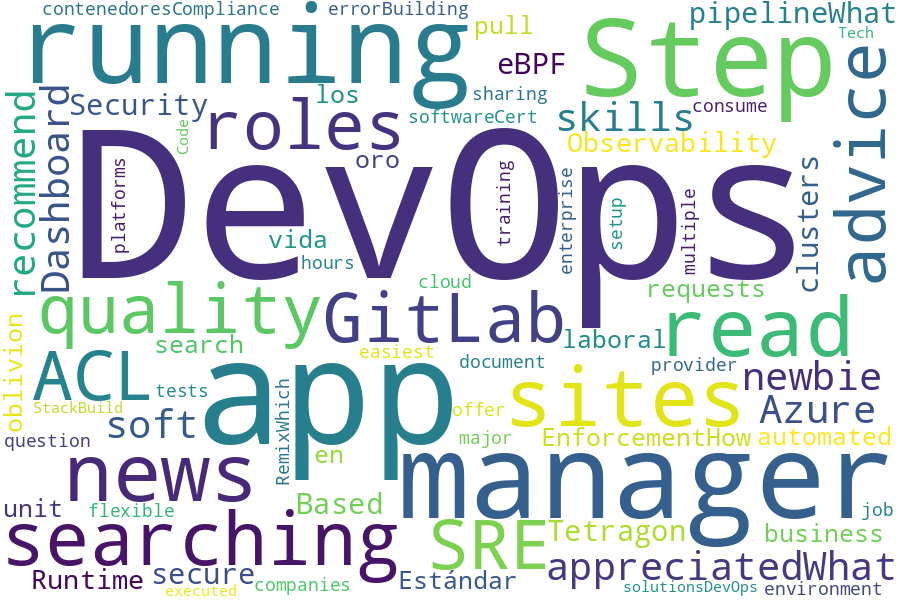 contenedoresCompliance
errorBuilding
pull
pipelineWhat
running
Step
Tech
eBPF
advice
Security
los
sharing
consume
recommend
Dashboard
roles
softwareCert
skills
Code
Observability
DevOps
oro
platforms
training
enterprise
setup
multiple
clusters
vida
hours
cloud
requests
quality
GitLab
read
laboral
search
easiest
document
provider
oblivion
ACL
tests
app
sites
newbie
StackBuild
soft
RemixWhich
offer
Azure
question
en
major
EnforcementHow
automated
news
manager
unit
flexible
Based
job
searching
SRE
Tetragon
business
Runtime
secure
companies
Estándar
appreciatedWhat
executed
solutionsDevOps
environment